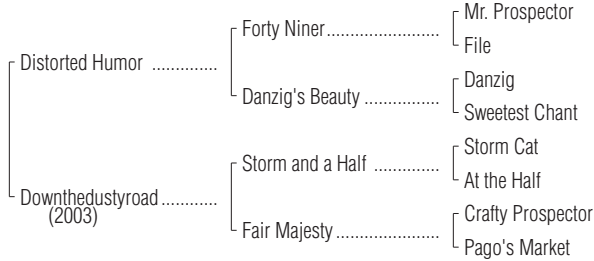 Mr. Prospector
Forty Niner........................
File
Distorted Humor ..............
Danzig
Danzig's Beauty ................
Sweetest Chant
Storm Cat
Storm and a Half ..............
At the Half
Downthedustyroad............
(2003)
Crafty Prospector
Fair Majesty......................
Pago's Market